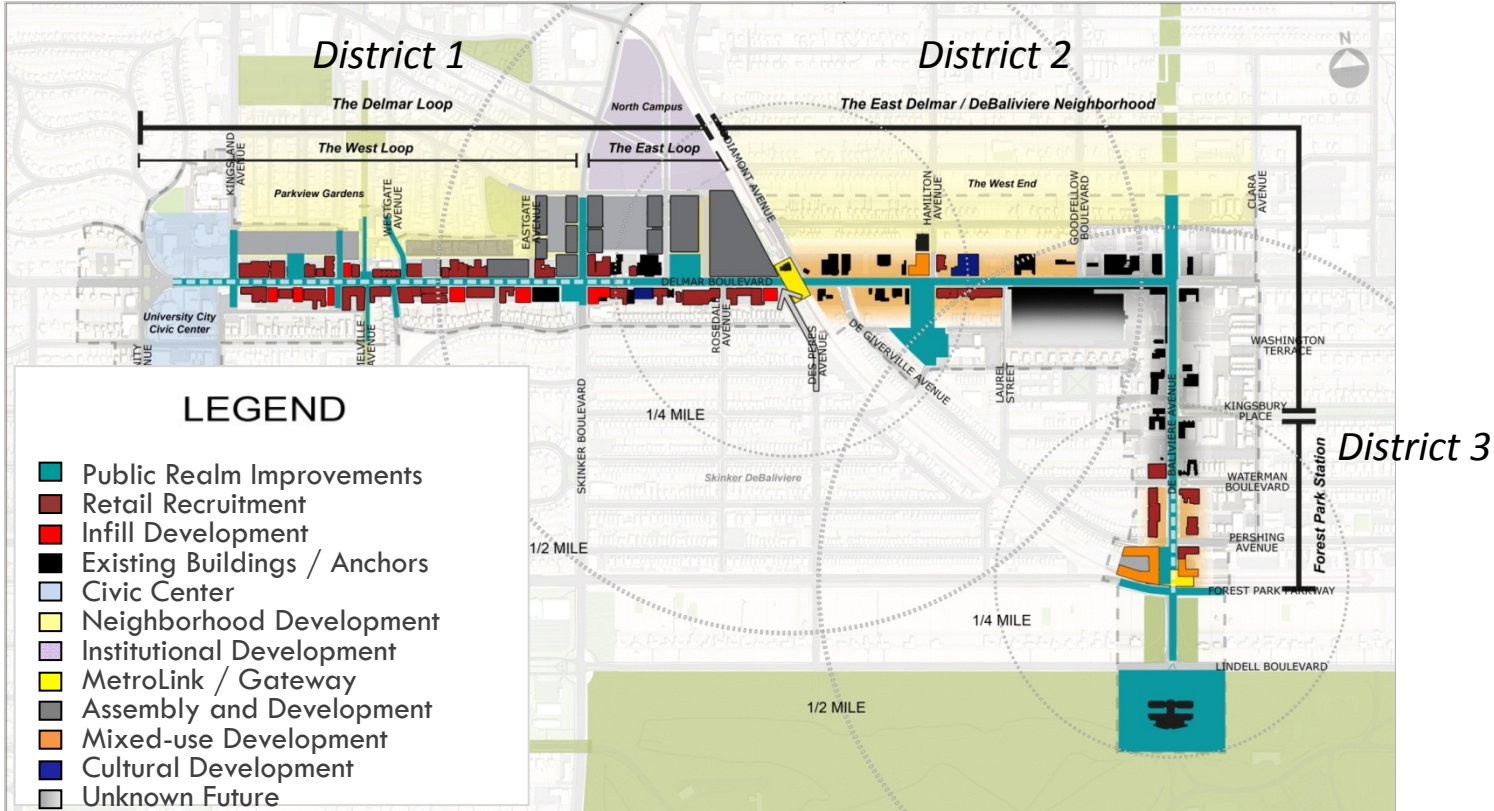 District 1
District 2
N
The Delmar Loop
North Campus
The East Delmar / DeBaliviere Neighborhood
The West Loop
The East Loop
KINGSLAND
AVENUE
Parkview Gardens
WESTGATE
AVENUE
EASTGATE
AVENUE
DIAMONT AVENUE
The West End
HAMILTON
AVENUE
GOODFELLOW
BOULEVARD
CLARA
AVENUE
DELMAR BOULEVARD
University City
Civic Center
MELVILLE
AVENUE
ROSEDALE
AVENUE
DES PERES
AVENUE
DE GIVERVILLE AVENUE
LAUREL
STREET
WASHINGTON
TERRACE
KINGSBURY
PLACE
DE BALIVIERE AVENUE
SKINKER BOULEVARD
1/4 MILE
Skinker DeBaliviere
WATERMAN
BOULEVARD
Forest Park Station
District 3
PERSHING
AVENUE
1/2 MILE
FOREST PARK PARKWAY
1/4 MILE
LINDELL BOULEVARD
1/2 MILE
LEGEND
Public Realm Improvements
Retail Recruitment
Infill Development
Existing Buildings / Anchors
Civic Center
Neighborhood Development
Institutional Development
MetroLink / Gateway
Assembly and Development
Mixed-use Development
Cultural Development
Unknown Future